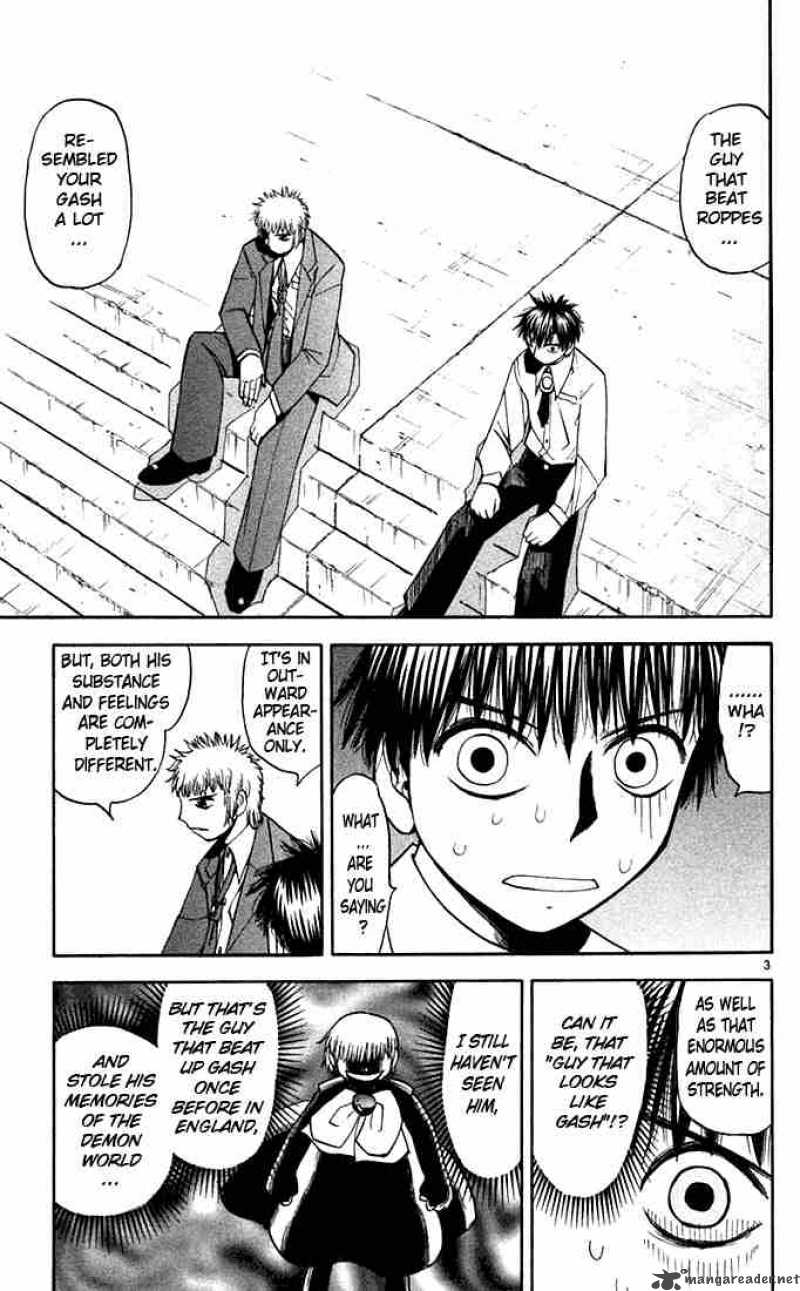 THE
GUY
THAT
BEAT
ROPPES
...
RE-
SEMBLED
YOUR
GASH
A LOT
...
......
WHA
!?
WHAT
...
ARE
YOU
SAYING
?
IT'S IN
OUT-
WARD
APPEAR-
ANCE
ONLY.
BUT, BOTH HIS
SUBSTANCE
AND FEELINGS
ARE COM-
PLETELY
DIFFERENT.
3
AS WELL
AS THAT
ENORMOUS
AMOUNT OF
STRENGTH.
CAN IT
BE, THAT
"GUY THAT
LOOKS
LIKE
GASH"!?
I STILL
HAVEN'T
SEEN
HIM,
BUT THAT'S
THE GUY
THAT BEAT
UP GASH
ONCE
BEFORE IN
ENGLAND,
AND
STOLE HIS
MEMORIES
OF THE
DEMON
WORLD
...
mangareader.net